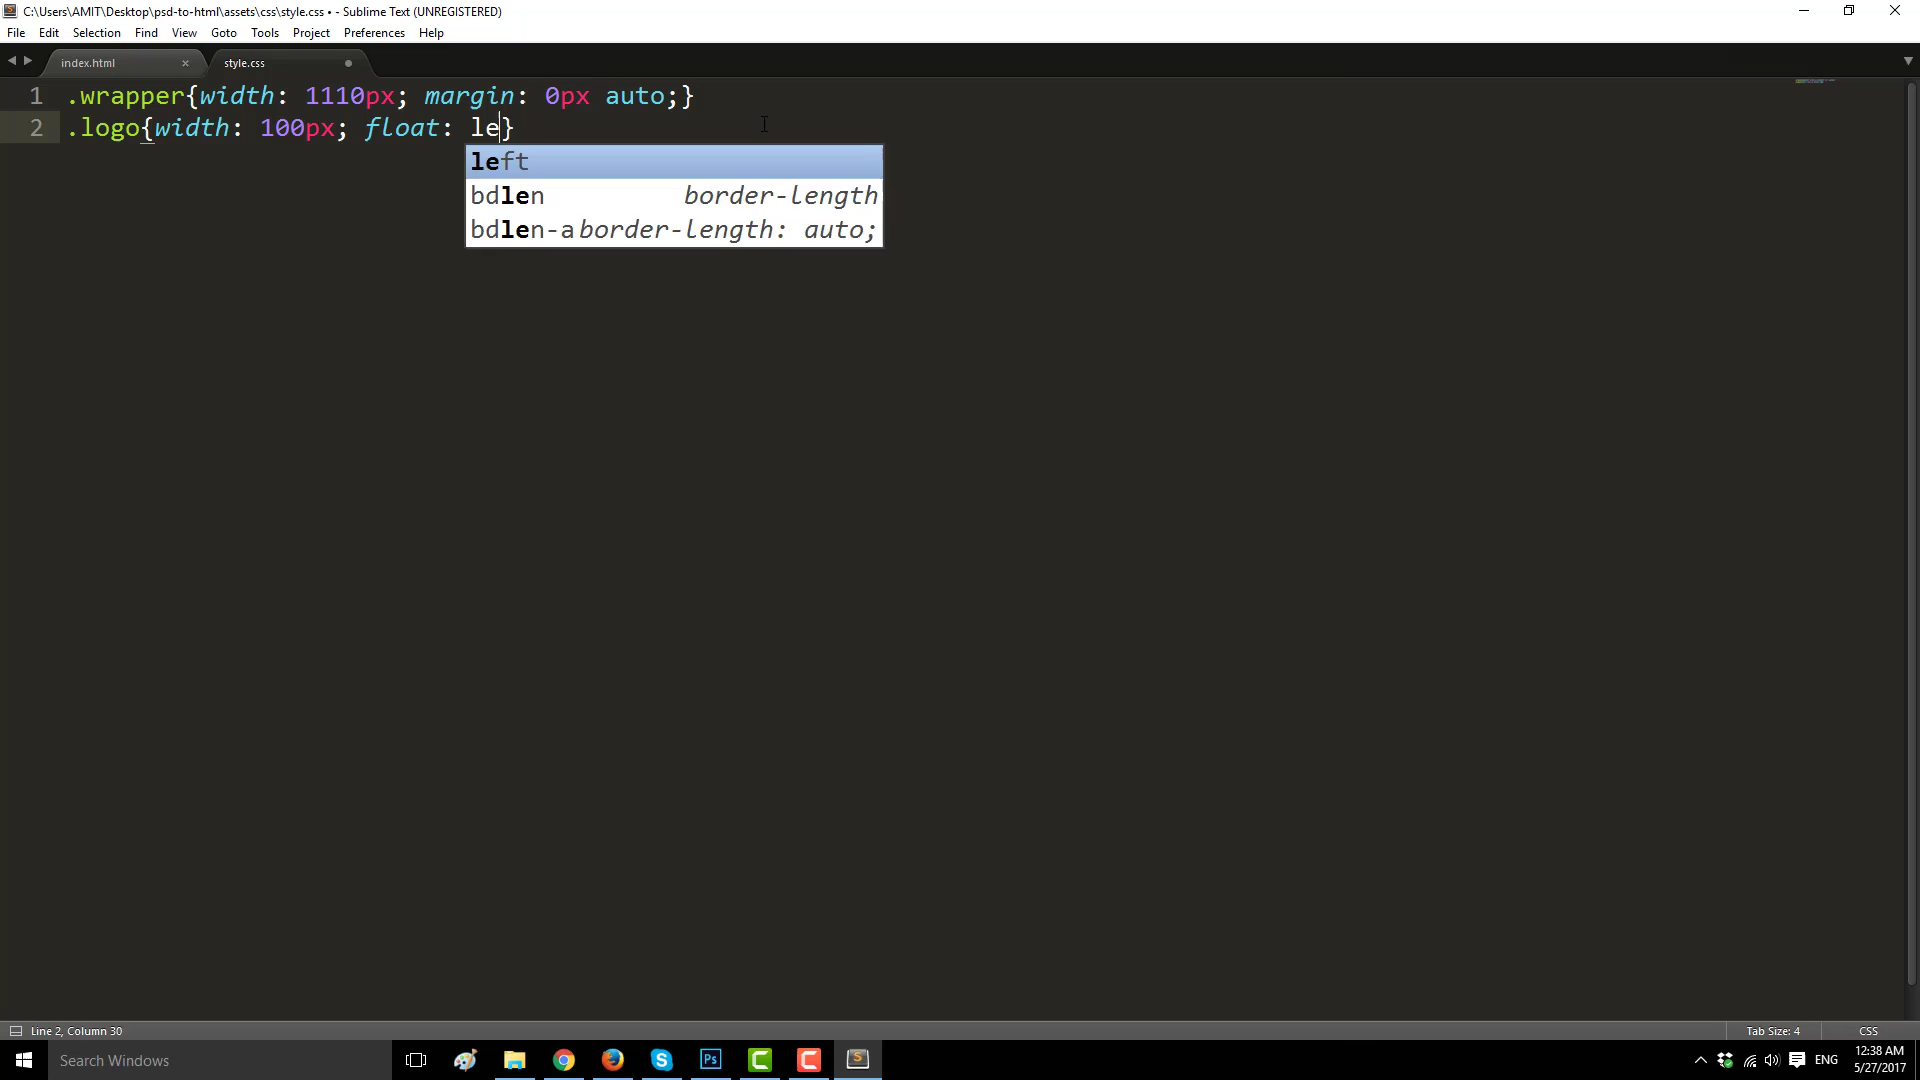 C:\Users\AMIT\Desktop\psd-to-html\assets\css\style.css • - Sublime Text (UNREGISTERED)
File Edit Selection Find View Goto Tools Project Preferences Help
index.html × style.css
1 .wrapper{width: 1110px; margin: 0px auto;}
2 .logo{width: 100px; float: le}
left
bdlen border-length
bdlen-a border-length: auto;
Line 2, Column 30 Tab Size: 4 CSS
Search Windows Ps ENG 12:38 AM
5/27/2017